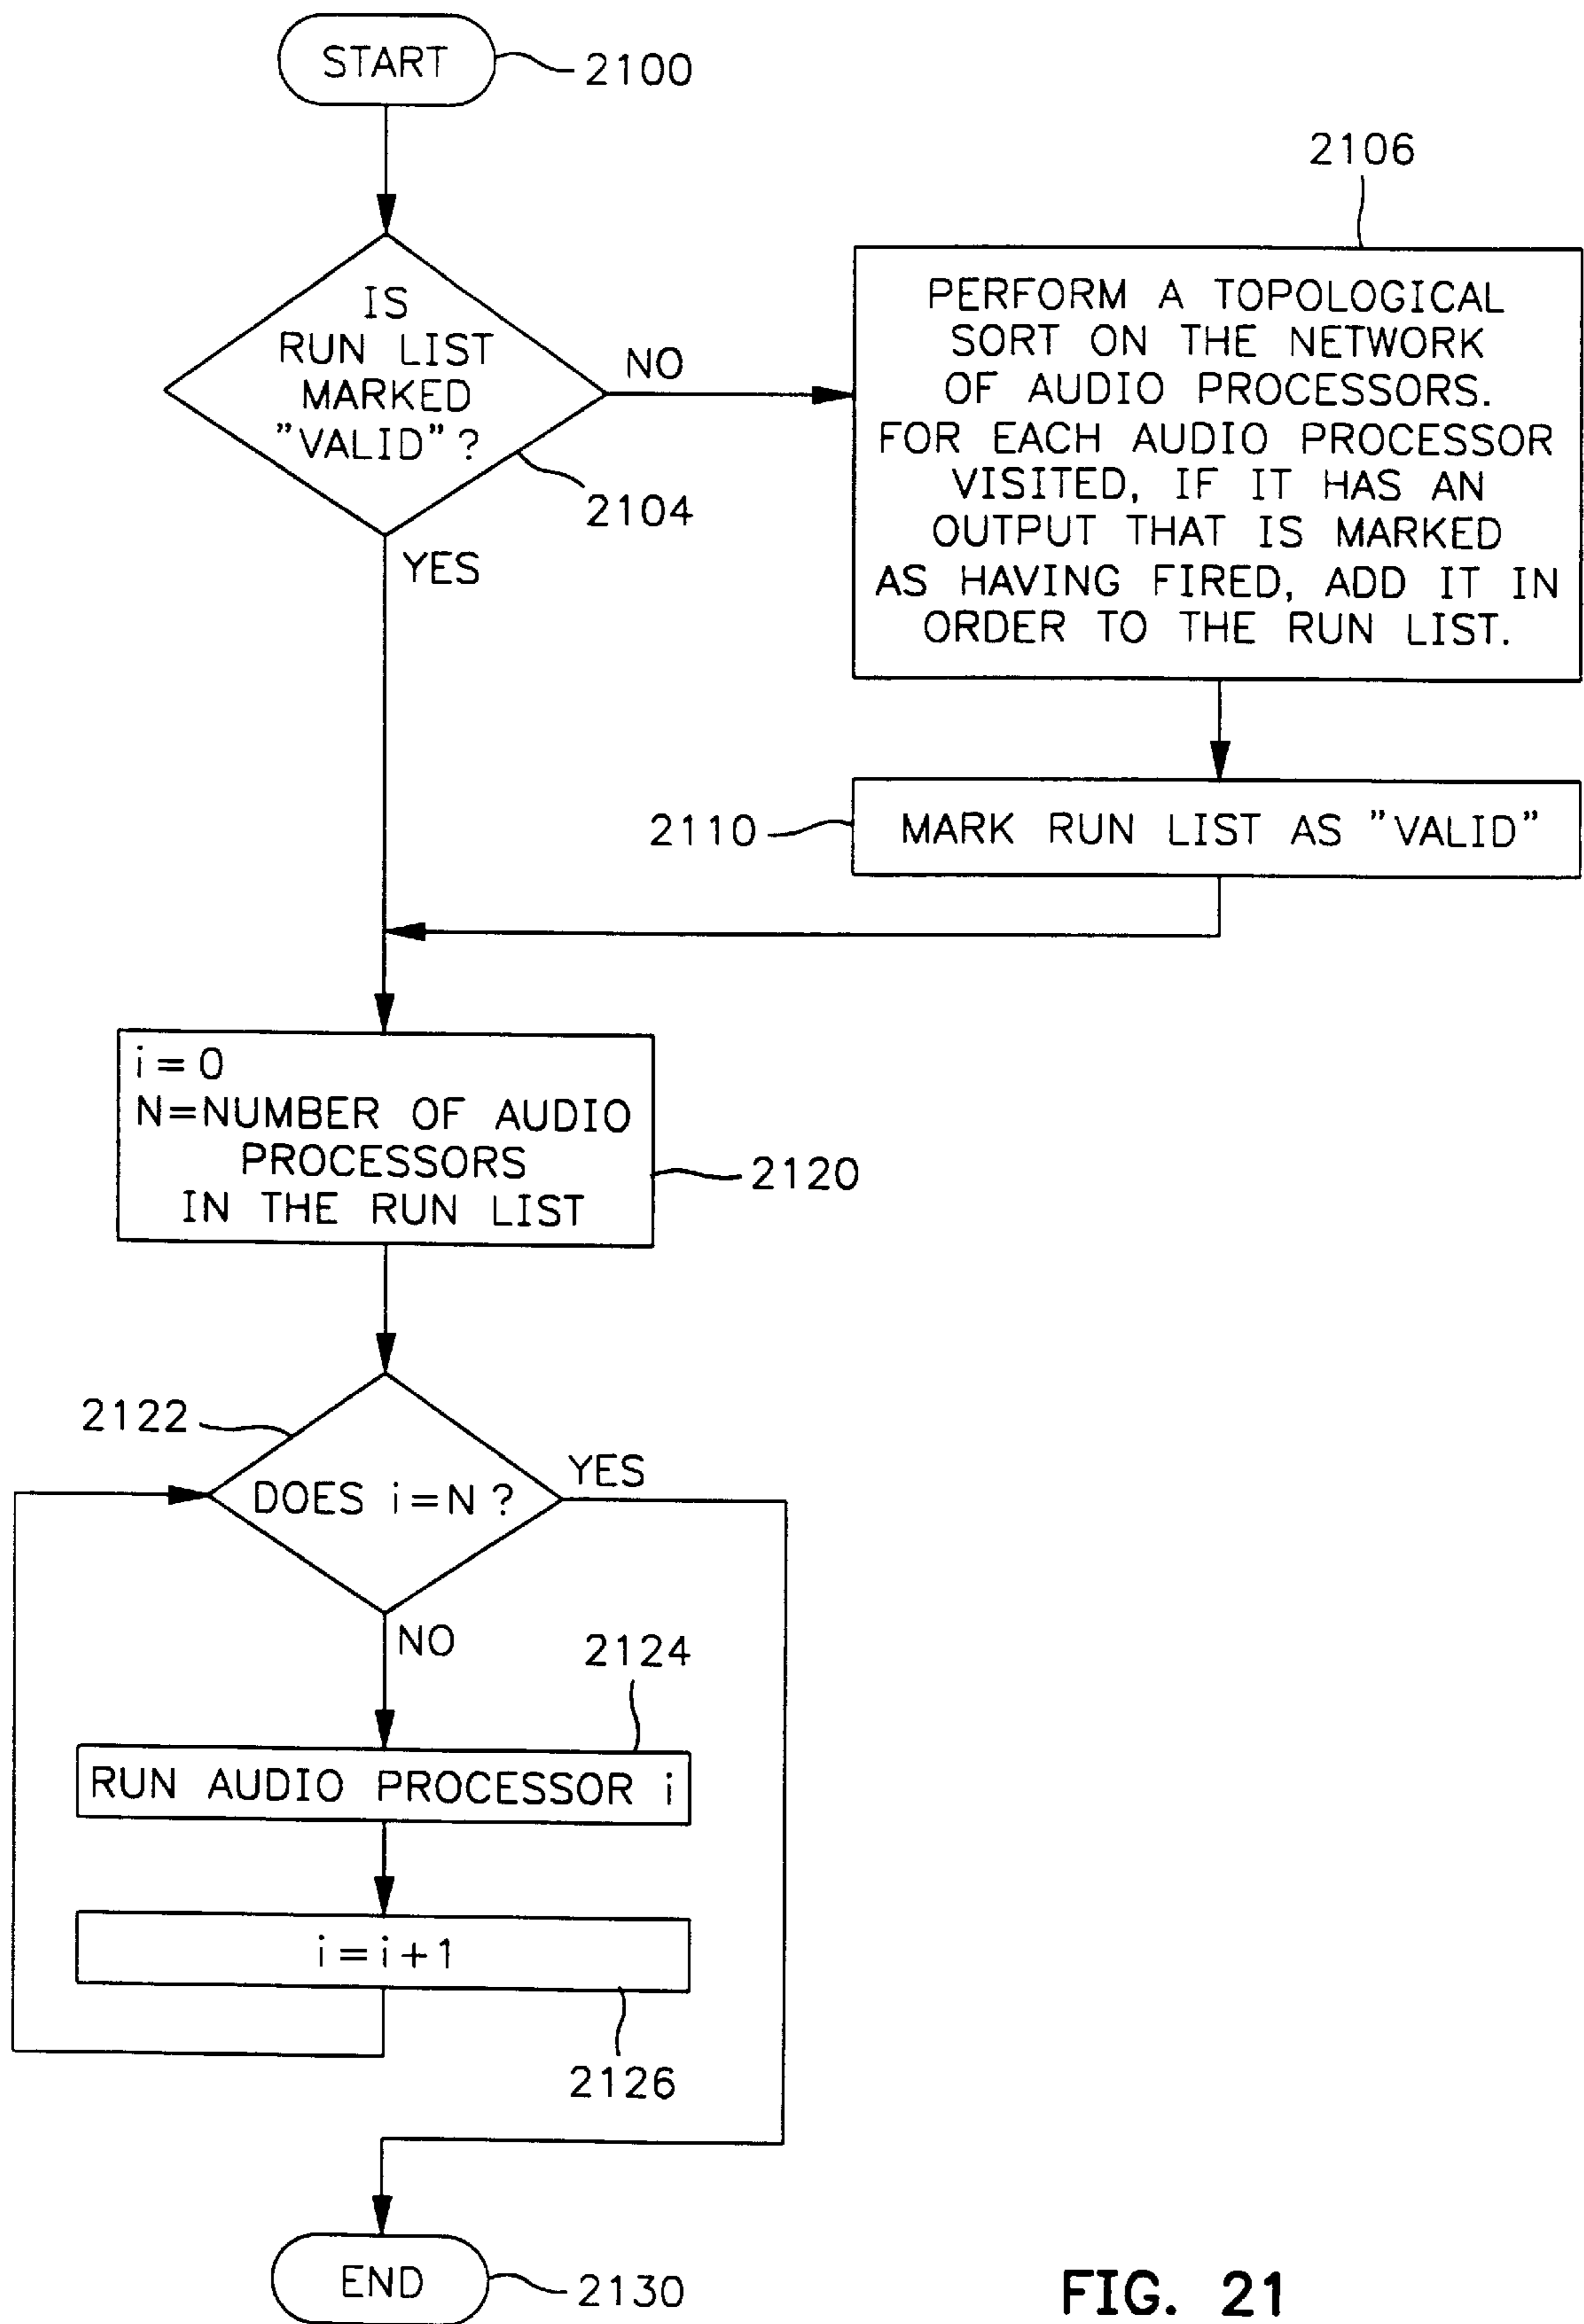 START
2100
2106
IS
RUN LIST
MARKED
"VALID"?
NO
2104
YES
PERFORM A TOPOLOGICAL
SORT ON THE NETWORK
OF AUDIO PROCESSORS.
FOR EACH AUDIO PROCESSOR
VISITED, IF IT HAS AN
OUTPUT THAT IS MARKED
AS HAVING FIRED, ADD IT IN
ORDER TO THE RUN LIST.
2110
MARK RUN LIST AS "VALID"
i=0
N=NUMBER OF AUDIO
PROCESSORS
IN THE RUN LIST
2120
2122
DOES i=N?
YES
NO
2124
RUN AUDIO PROCESSOR i
i=i+1
2126
END
2130
FIG. 21